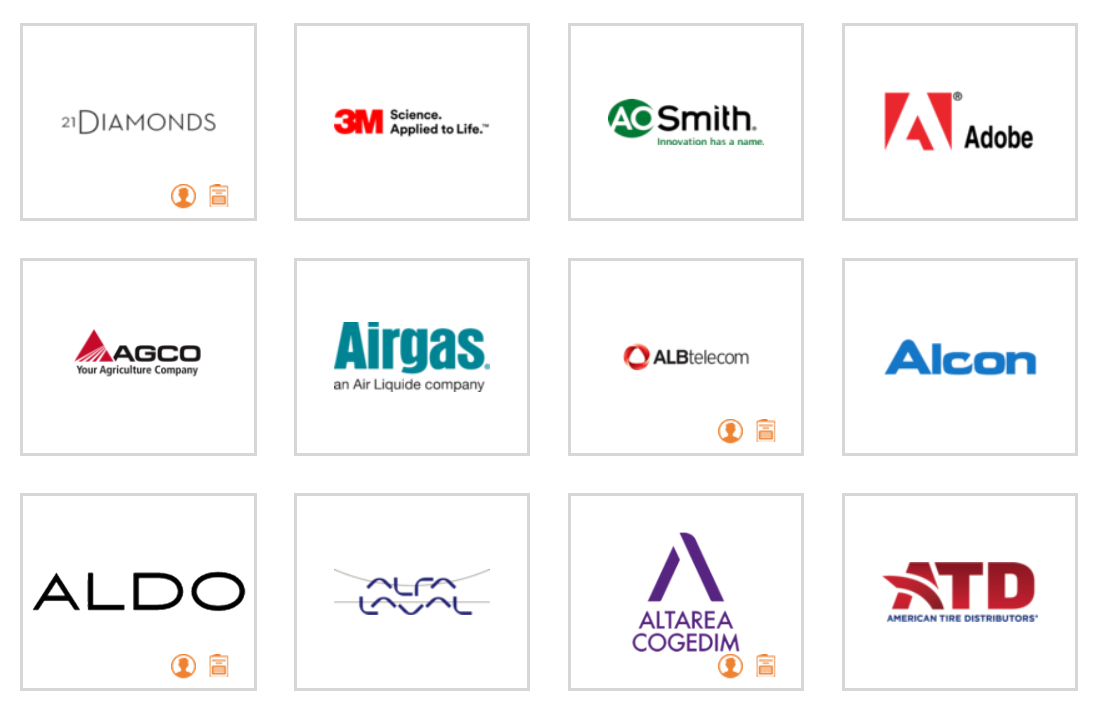 21DIAMONDS
3M Science.
Applied to Life.™
AO Smith.
Innovation has a name.
®
Adobe
AGCO
Your Agriculture Company
Airgas®
an Air Liquide company
ALBtelecom
Alcon
ALDO
ALFA
LAVAL
ALTAREA
COGEDIM
ATD
AMERICAN TIRE DISTRIBUTORS®